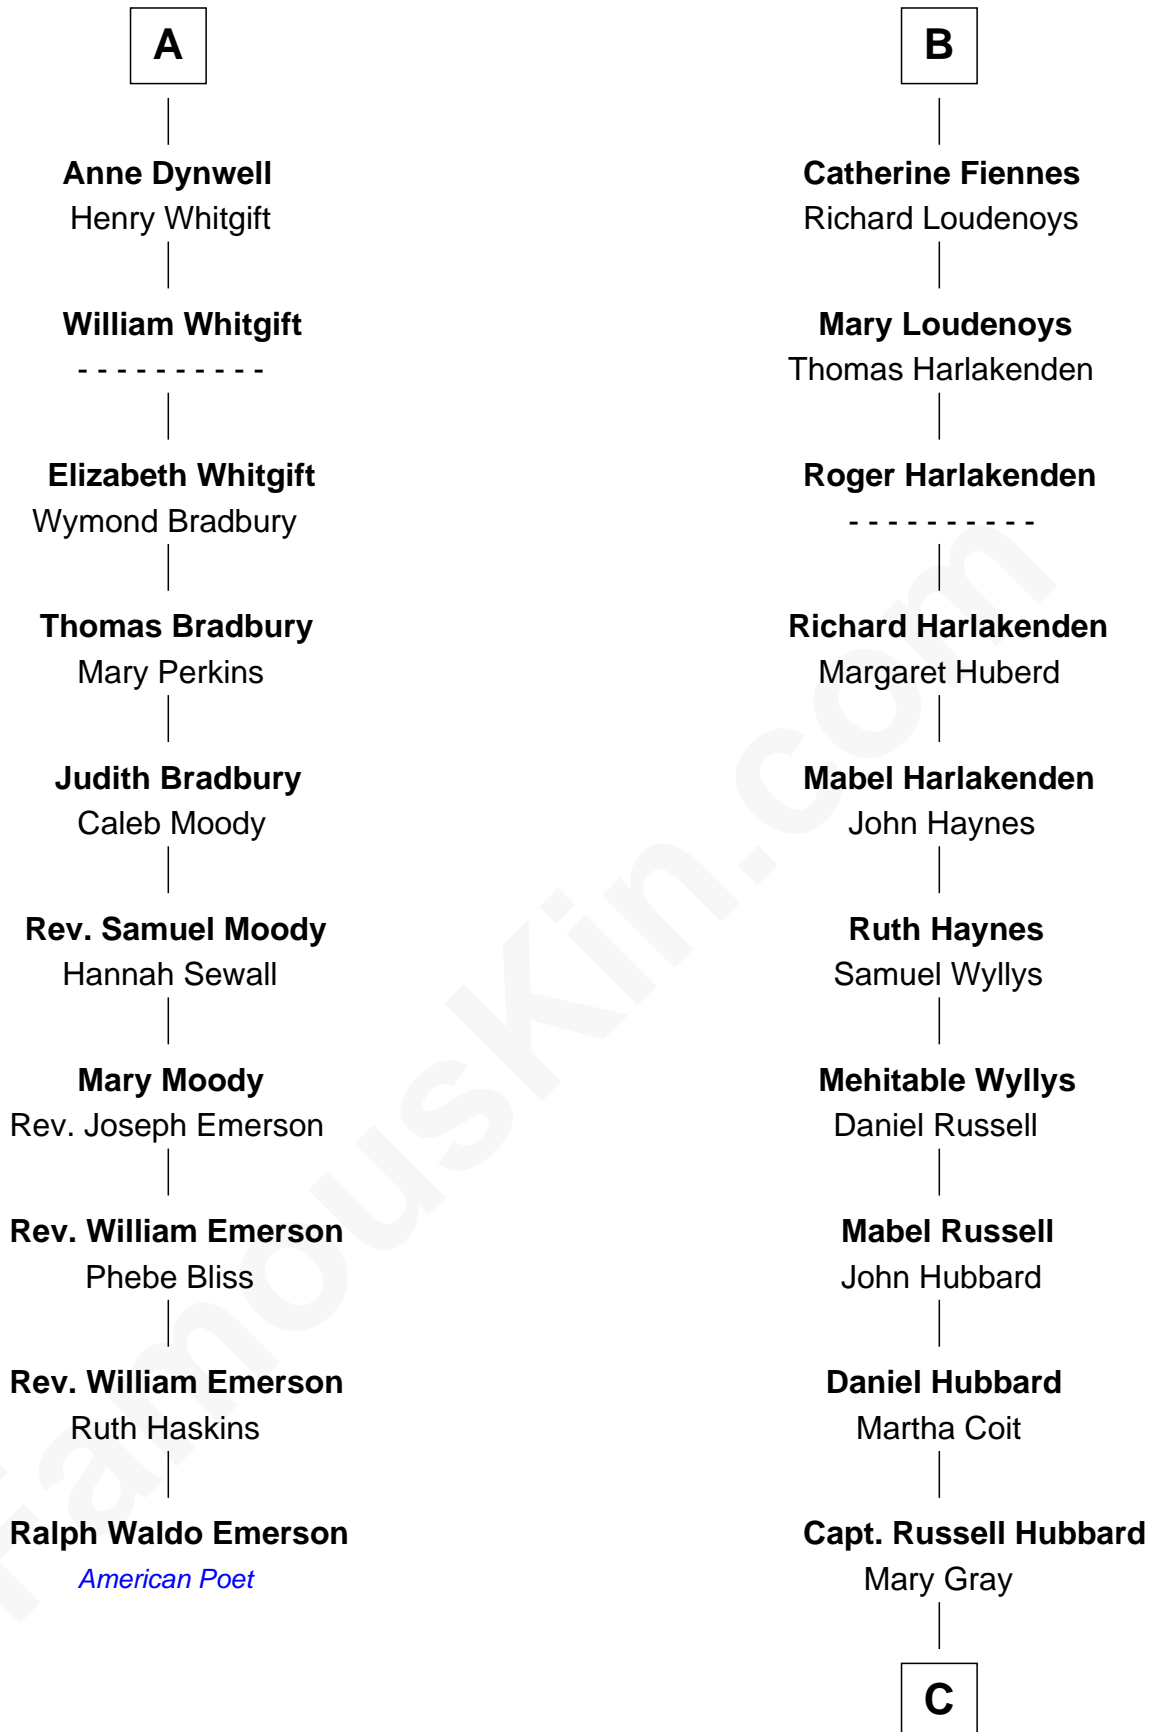 A
Anne Dynwell
Henry Whitgift
William Whitgift
- - - - - - - - - -
Elizabeth Whitgift
Wymond Bradbury
Thomas Bradbury
Mary Perkins
Judith Bradbury
Caleb Moody
Rev. Samuel Moody
Hannah Sewall
Mary Moody
Rev. Joseph Emerson
Rev. William Emerson
Phebe Bliss
Rev. William Emerson
Ruth Haskins
Ralph Waldo Emerson
American Poet
B
Catherine Fiennes
Richard Loudenoys
Mary Loudenoys
Thomas Harlakenden
Roger Harlakenden
- - - - - - - - - -
Richard Harlakenden
Margaret Huberd
Mabel Harlakenden
John Haynes
Ruth Haynes
Samuel Wyllys
Mehitable Wyllys
Daniel Russell
Mabel Russell
John Hubbard
Daniel Hubbard
Martha Coit
Capt. Russell Hubbard
Mary Gray
C
FamousKin.com